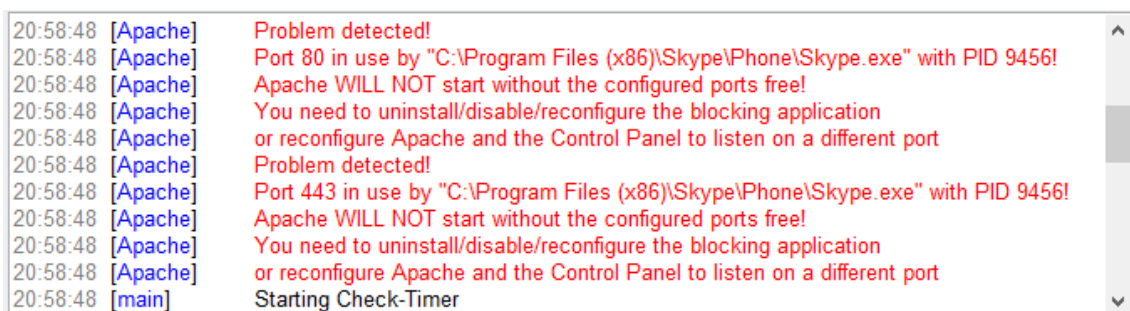 20:58:48 [Apache] Problem detected!
20:58:48 [Apache] Port 80 in use by "C:\Program Files (x86)\Skype\Phone\Skype.exe" with PID 9456!
20:58:48 [Apache] Apache WILL NOT start without the configured ports free!
20:58:48 [Apache] You need to uninstall/disable/reconfigure the blocking application
20:58:48 [Apache] or reconfigure Apache and the Control Panel to listen on a different port
20:58:48 [Apache] Problem detected!
20:58:48 [Apache] Port 443 in use by "C:\Program Files (x86)\Skype\Phone\Skype.exe" with PID 9456!
20:58:48 [Apache] Apache WILL NOT start without the configured ports free!
20:58:48 [Apache] You need to uninstall/disable/reconfigure the blocking application
20:58:48 [Apache] or reconfigure Apache and the Control Panel to listen on a different port
20:58:48 [main] Starting Check-Timer